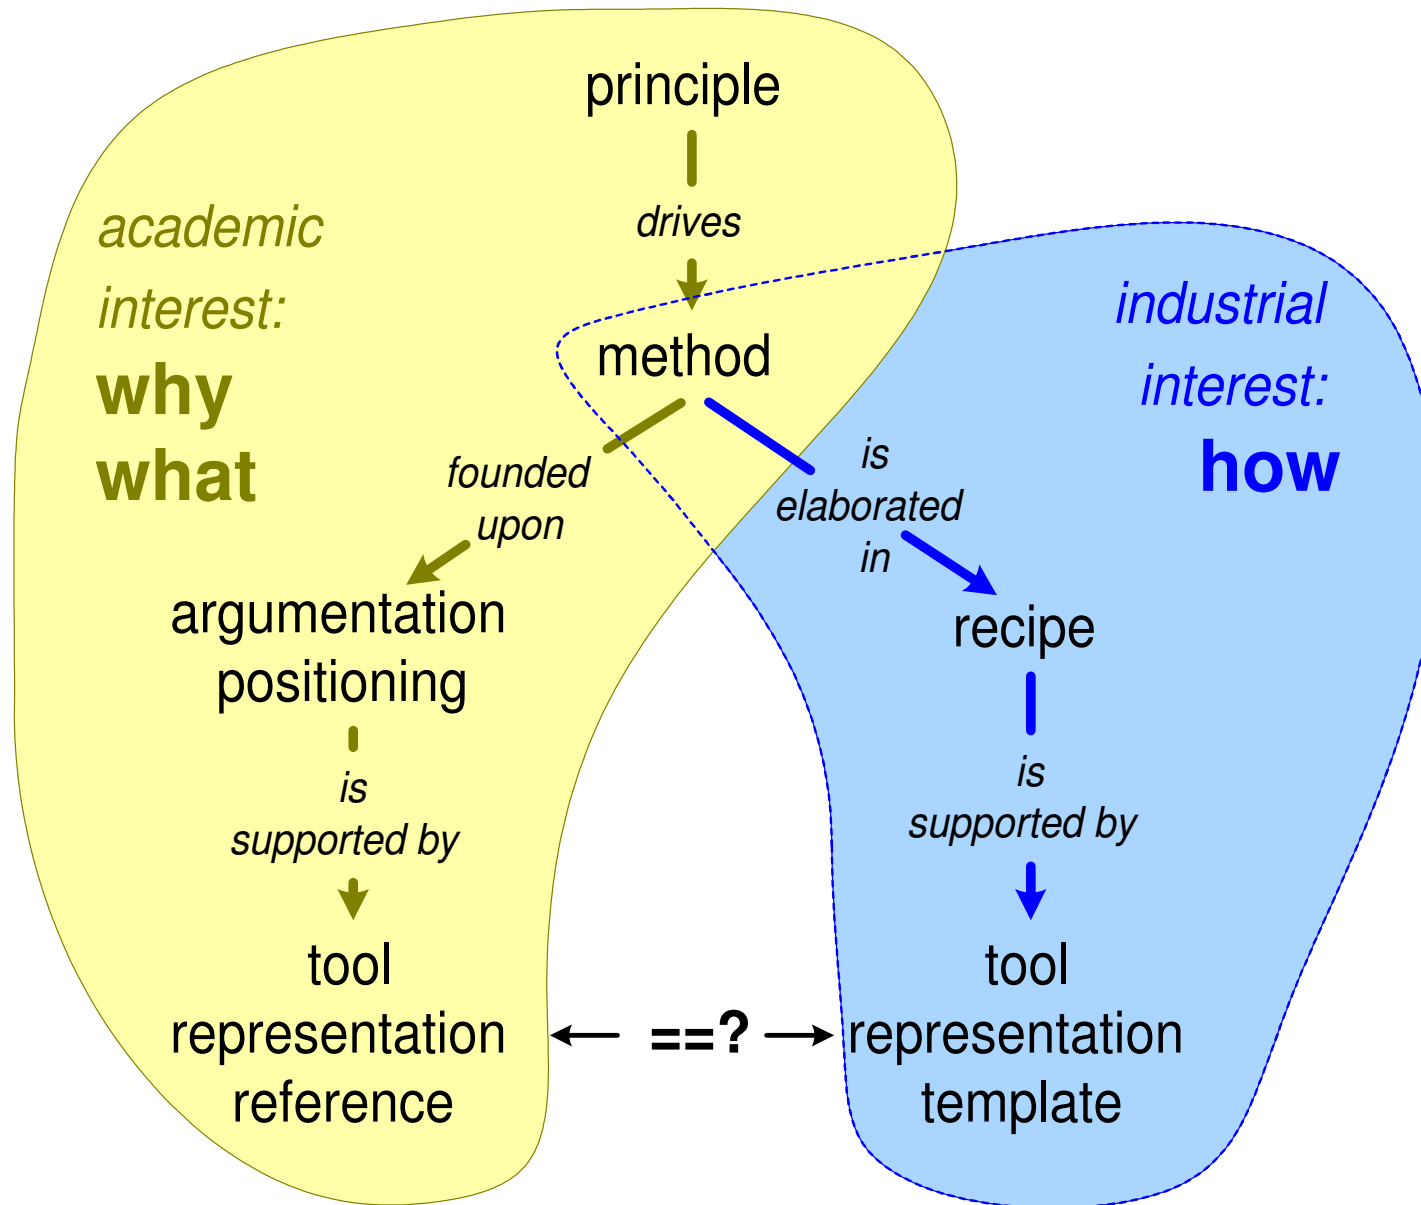 principle
drives
academic
interest:
why
what
method
industrial
interest:
how
founded
upon
is
elaborated
in
argumentation
positioning
recipe
is
supported by
is
supported by
tool
representation
reference
==?
tool
representation
template